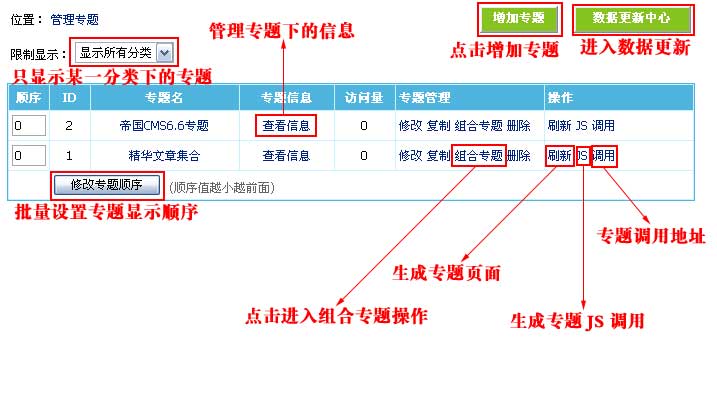 位置： 管理专题
管理专题下的信息
增加专题
数据更新中心
点击增加专题
进入数据更新
限制显示： 显示所有分类
只显示某一分类下的专题
顺序 ID 专题名 专题信息 访问量 专题管理 操作
0 2 帝国CMS6.6专题 查看信息 0 修改 复制 组合专题 删除 刷新 JS 调用
0 1 精华文章集合 查看信息 0 修改 复制 组合专题 删除 刷新 JS 调用
修改专题顺序 (顺序值越小越前面)
批量设置专题显示顺序
专题调用地址
生成专题页面
点击进入组合专题操作
生成专题 JS 调用